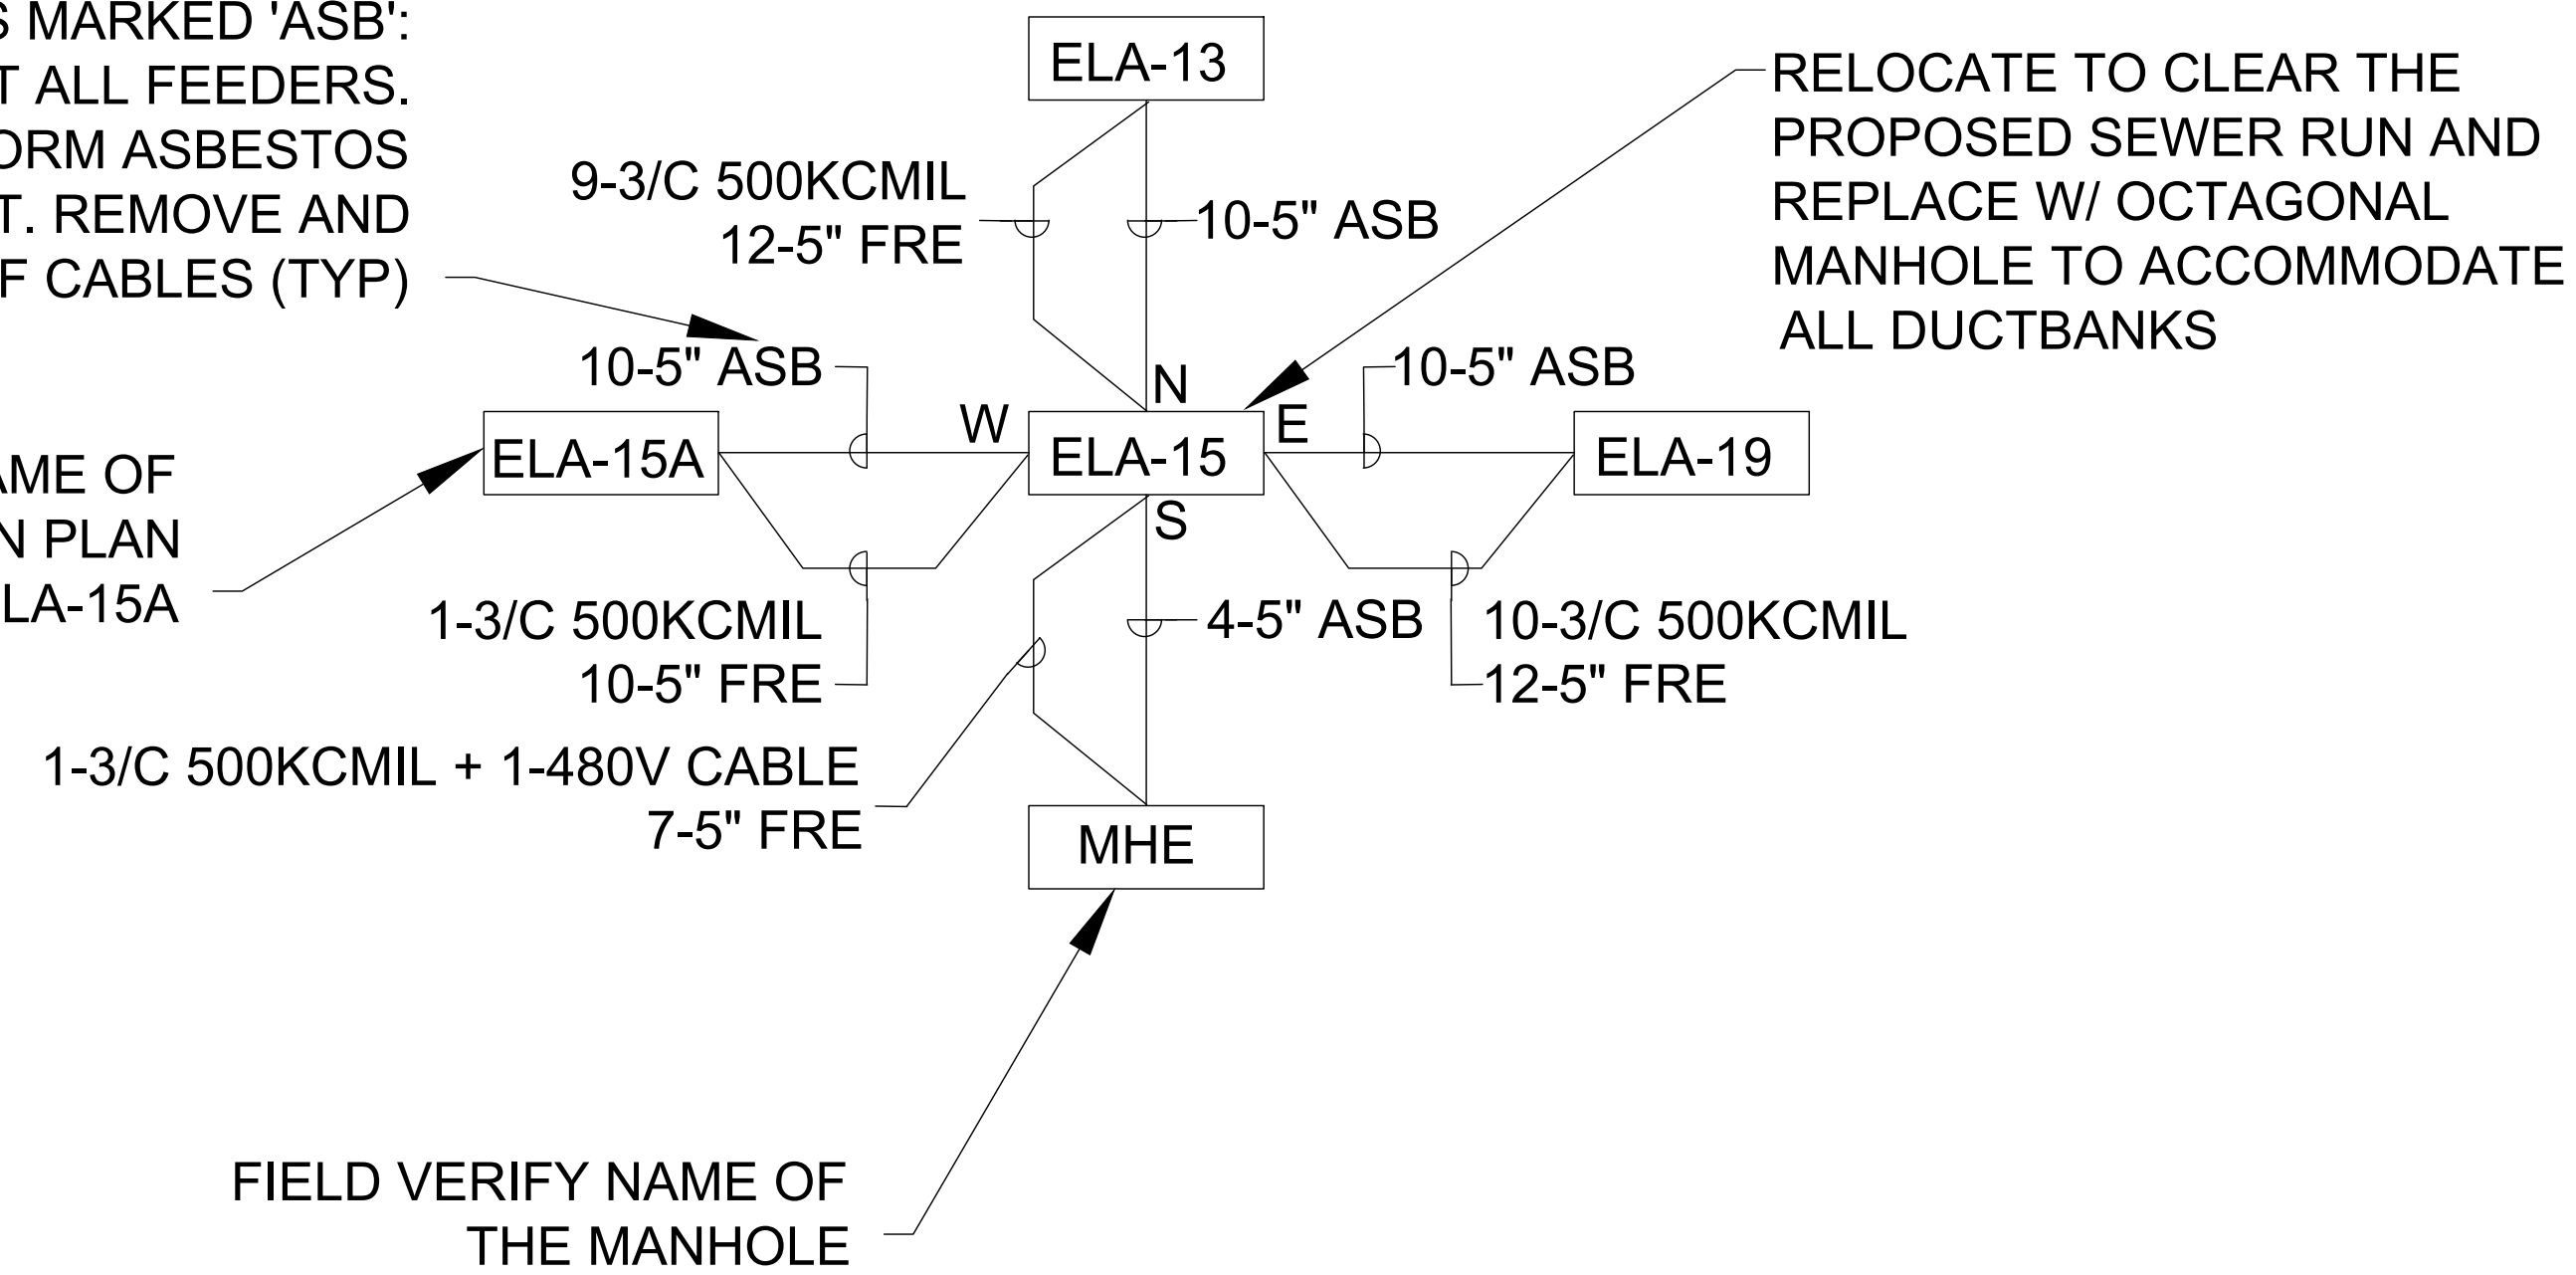 S MARKED 'ASB':
T ALL FEEDERS.
ORM ASBESTOS
T. REMOVE AND
F CABLES (TYP)
ELA-13
RELOCATE TO CLEAR THE
PROPOSED SEWER RUN AND
REPLACE W/ OCTAGONAL
MANHOLE TO ACCOMMODATE
ALL DUCTBANKS
9-3/C 500KCMIL
12-5" FRE
10-5" ASB
10-5" ASB
10-5" ASB
N
W
E
S
ELA-15A
ELA-15
ELA-19
AME OF
N PLAN
LA-15A
1-3/C 500KCMIL
10-5" FRE
4-5" ASB
10-3/C 500KCMIL
12-5" FRE
1-3/C 500KCMIL + 1-480V CABLE
7-5" FRE
MHE
FIELD VERIFY NAME OF
THE MANHOLE